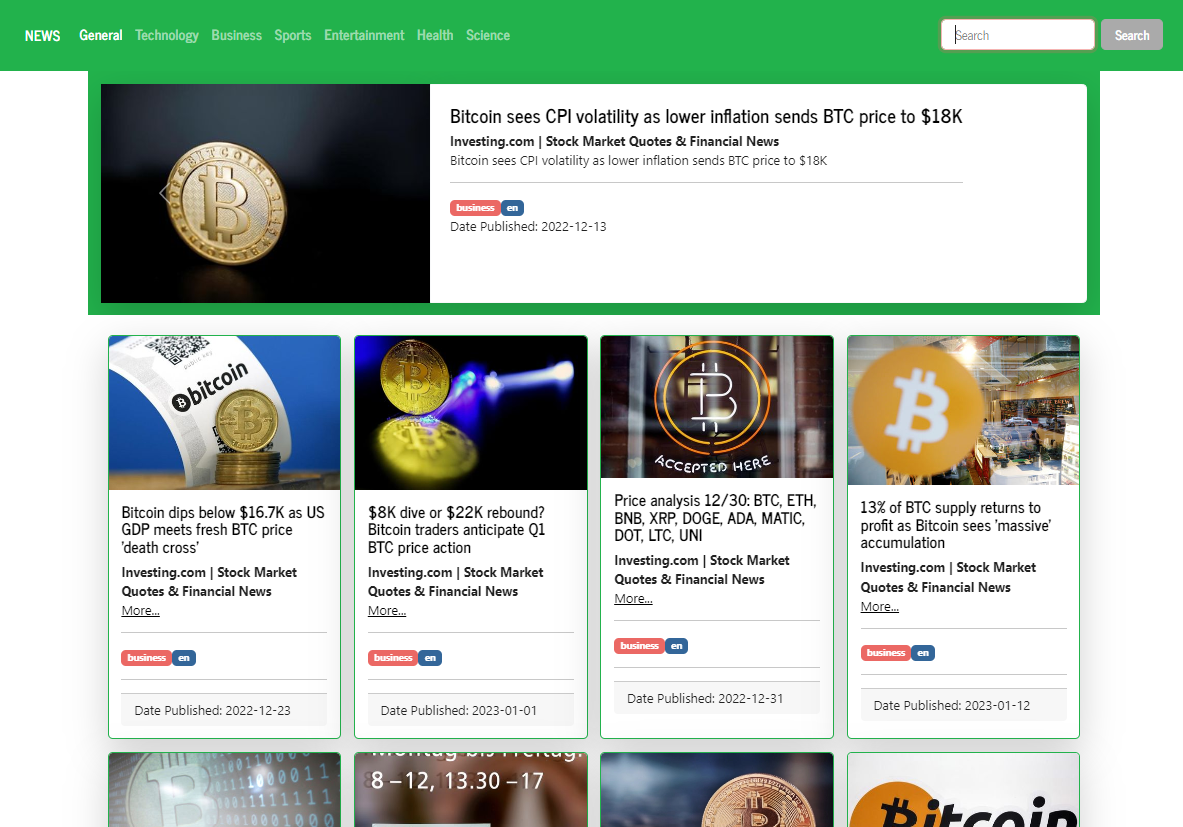 NEWS General Technology Business Sports Entertainment Health Science Search Search
Bitcoin sees CPI volatility as lower inflation sends BTC price to $18K
Investing.com | Stock Market Quotes & Financial News
Bitcoin sees CPI volatility as lower inflation sends BTC price to $18K
business en
Date Published: 2022-12-13
BITCOIN
bitcoin
Bitcoin dips below $16.7K as US
GDP meets fresh BTC price
'death cross'
Investing.com | Stock Market
Quotes & Financial News
More...
business en
Date Published: 2022-12-23
$8K dive or $22K rebound?
Bitcoin traders anticipate Q1
BTC price action
Investing.com | Stock Market
Quotes & Financial News
More...
business en
Date Published: 2023-01-01
ACCEPTED HERE
Price analysis 12/30: BTC, ETH,
BNB, XRP, DOGE, ADA, MATIC,
DOT, LTC, UNI
Investing.com | Stock Market
Quotes & Financial News
More...
business en
Date Published: 2022-12-31
13% of BTC supply returns to
profit as Bitcoin sees 'massive'
accumulation
Investing.com | Stock Market
Quotes & Financial News
More...
business en
Date Published: 2023-01-12
Montag bis Freitag:
8 – 12, 13.30 – 17
Bitcoin